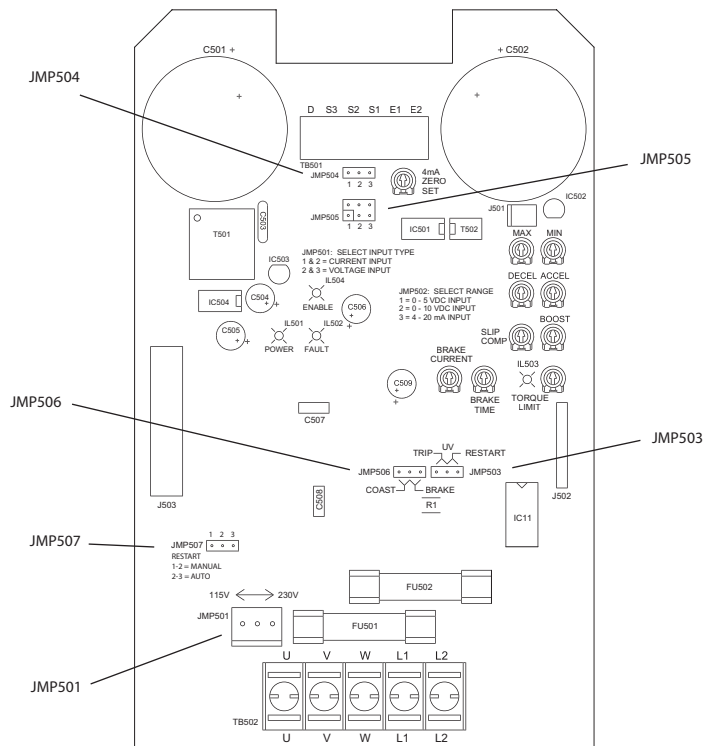 C501 +
+ C502
JMP504
D S3 S2 S1 E1 E2
TB501
JMP504
1 2 3
4mA
ZERO
SET
JMP505
JMP505
1 2 3
J501
IC502
IC501
T502
T501
C503
MAX MIN
JMP501: SELECT INPUT TYPE
1 & 2 = CURRENT INPUT
2 & 3 = VOLTAGE INPUT
IC503
IL504
ENABLE
DECEL ACCEL
JMP502: SELECT RANGE
1 = 0 - 5 VDC INPUT
2 = 0 - 10 VDC INPUT
3 = 4 - 20 mA INPUT
IC504
C504
C506
BOOST
C505
IL501
POWER
IL502
FAULT
SLIP
COMP
BRAKE
CURRENT
IL503
C509
BRAKE
TIME
TORQUE
LIMIT
JMP506
C507
JMP503
UV
TRIP
RESTART
JMP506
JMP503
COAST
BRAKE
R1
J503
C508
IC11
J502
JMP507
1 2 3
JMP507
RESTART
1-2 = MANUAL
2-3 = AUTO
FU502
115V
230V
JMP501
FU501
JMP501
U V W L1 L2
TB502
U V W L1 L2